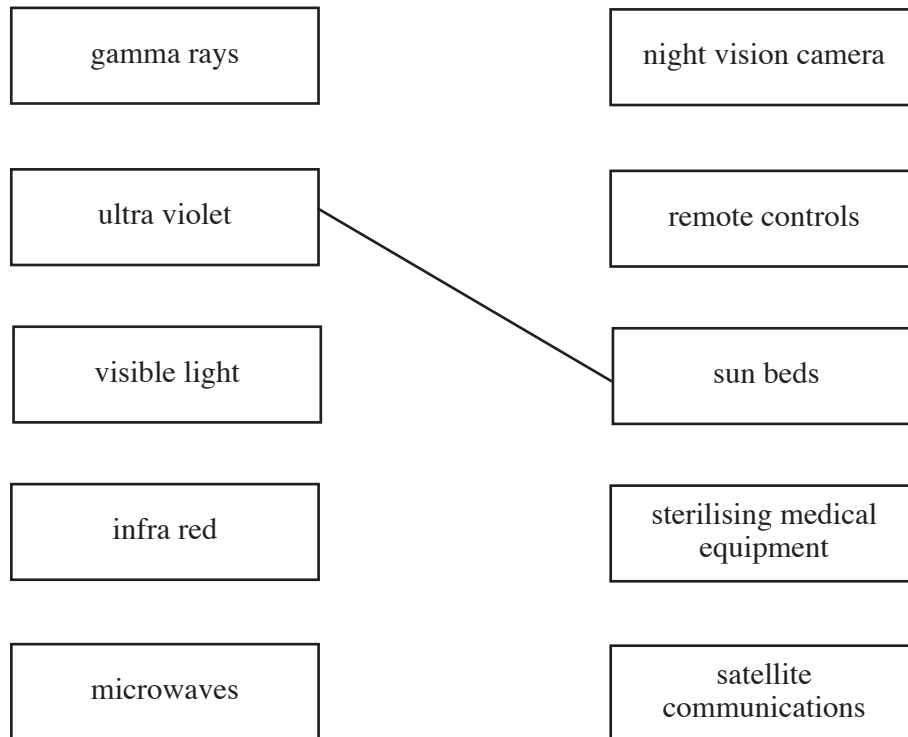 gamma rays
night vision camera
ultra violet
remote controls
visible light
sun beds
infra red
sterilising medical
equipment
microwaves
satellite
communications